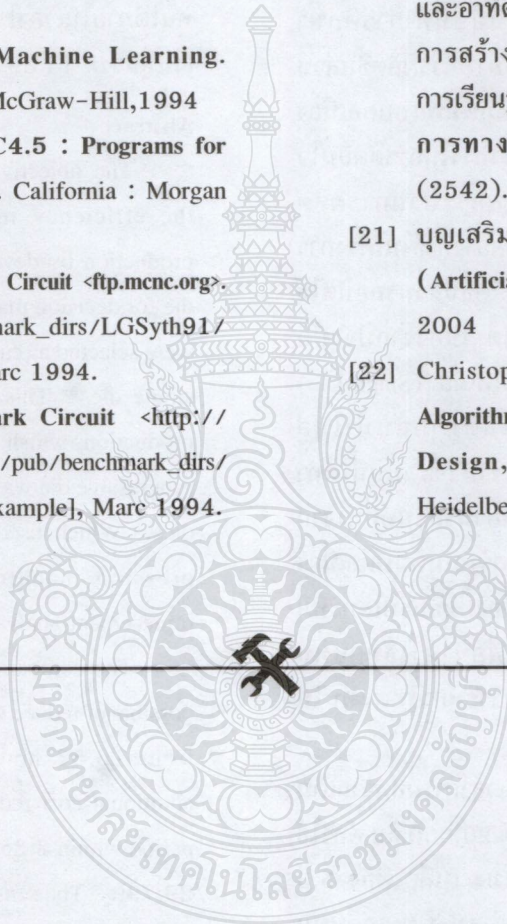 Machine Learning.
McGraw-Hill,1994
C4.5 : Programs for
. California : Morgan
Circuit <ftp.mcnc.org>.
mark_dirs/LGSyth91/
arc 1994.
ark Circuit <http://
/pub/benchmark_dirs/
xample], Marc 1994.
และอาทิต
การสร้าง
การเรียน
การทาง
(2542).
[21] บุญเสริม
(Artificia
2004
[22] Christop
Algorithm
Design,
Heidelbe
มหาวิทยาลัยเทคโนโลยีราชมงคลธัญบุรี